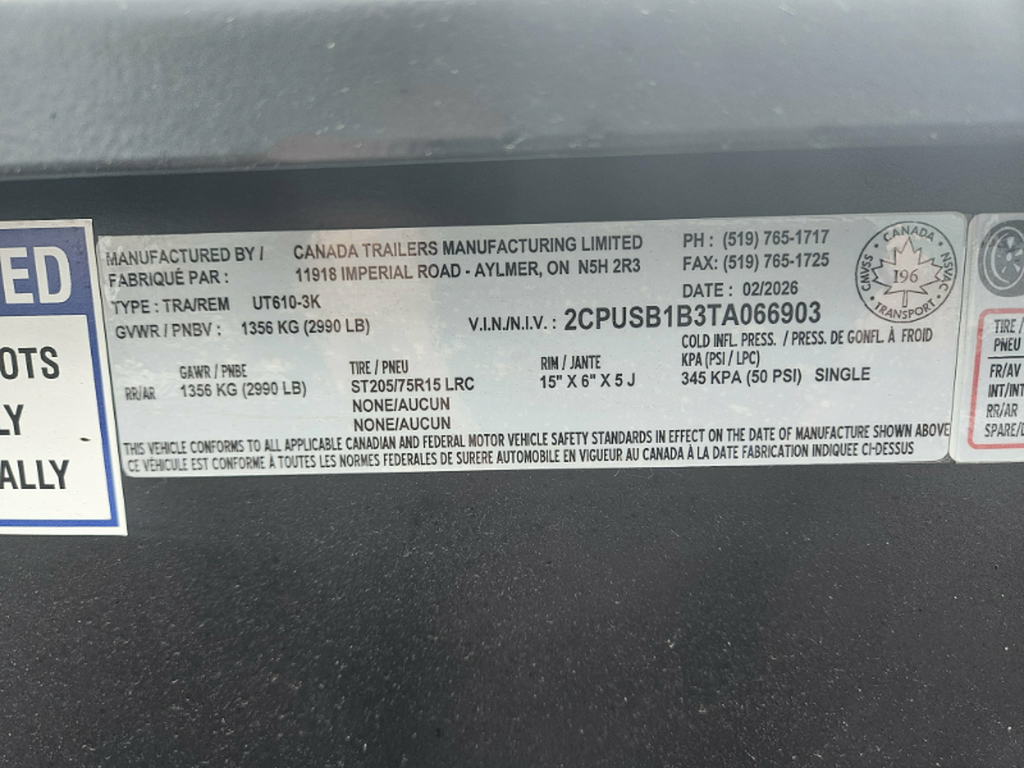 ED
OTS
LY
ALLY
MANUFACTURED BY / CANADA TRAILERS MANUFACTURING LIMITED
FABRIQUÉ PAR : 11918 IMPERIAL ROAD - AYLMER, ON N5H 2R3
PH : (519) 765-1717
FAX: (519) 765-1725
TYPE : TRA/REM UT610-3K
DATE : 02/2026
GVWR / PNBV : 1356 KG (2990 LB)
V.I.N./N.I.V. : 2CPUSB1B3TA066903
GAWR / PNBE
RR/AR 1356 KG (2990 LB)
TIRE / PNEU
ST205/75R15 LRC
NONE/AUCUN
NONE/AUCUN
RIM / JANTE
15" X 6" X 5 J
COLD INFL. PRESS. / PRESS. DE GONFL À FROID
KPA (PSI / LPC)
345 KPA (50 PSI) SINGLE
THIS VEHICLE CONFORMS TO ALL APPLICABLE CANADIAN AND FEDERAL MOTOR VEHICLE SAFETY STANDARDS IN EFFECT ON THE DATE OF MANUFACTURE SHOWN ABOVE
CE VÉHICULE EST CONFORME À TOUTES LES NORMES FEDERALES DE SURERE AUTOMOBILE EN VIGUEUR AU CANADA À LA DATE FABRICATION INDIQUEE CI-DESSUS
CANADA
CMVSS
NSVAC
196
TRANSPORT
TIRE /
PNEU
FR/AV
INT/INT
RR/AR
SPARE/